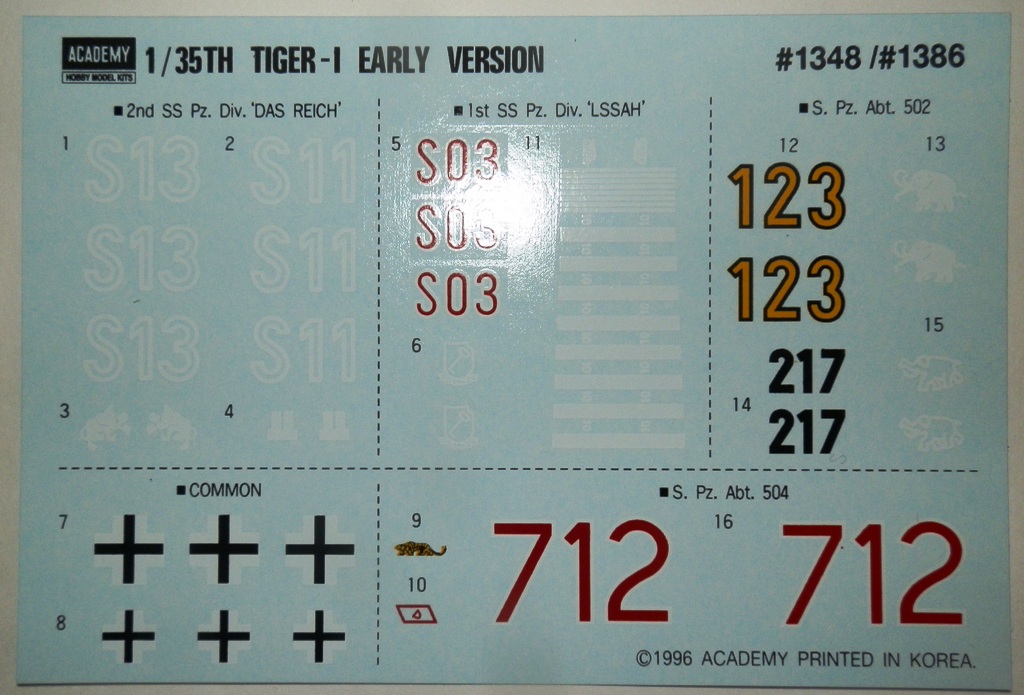 ACADEMY
HOBBY MODEL KITS
1/35TH TIGER-I EARLY VERSION
#1348 /#1386
■2nd SS Pz. Div. 'DAS REICH'
■1st SS Pz. Div. 'LSSAH'
■S. Pz. Abt. 502
1 S13
2 S11
S13 S11
S13 S11
3
4
5 S03
S03
S03
6
11
12
13
123
123
15
217
14
217
■COMMON
7
8
■S. Pz. Abt. 504
9
10
712
16
712
©1996 ACADEMY PRINTED IN KOREA.